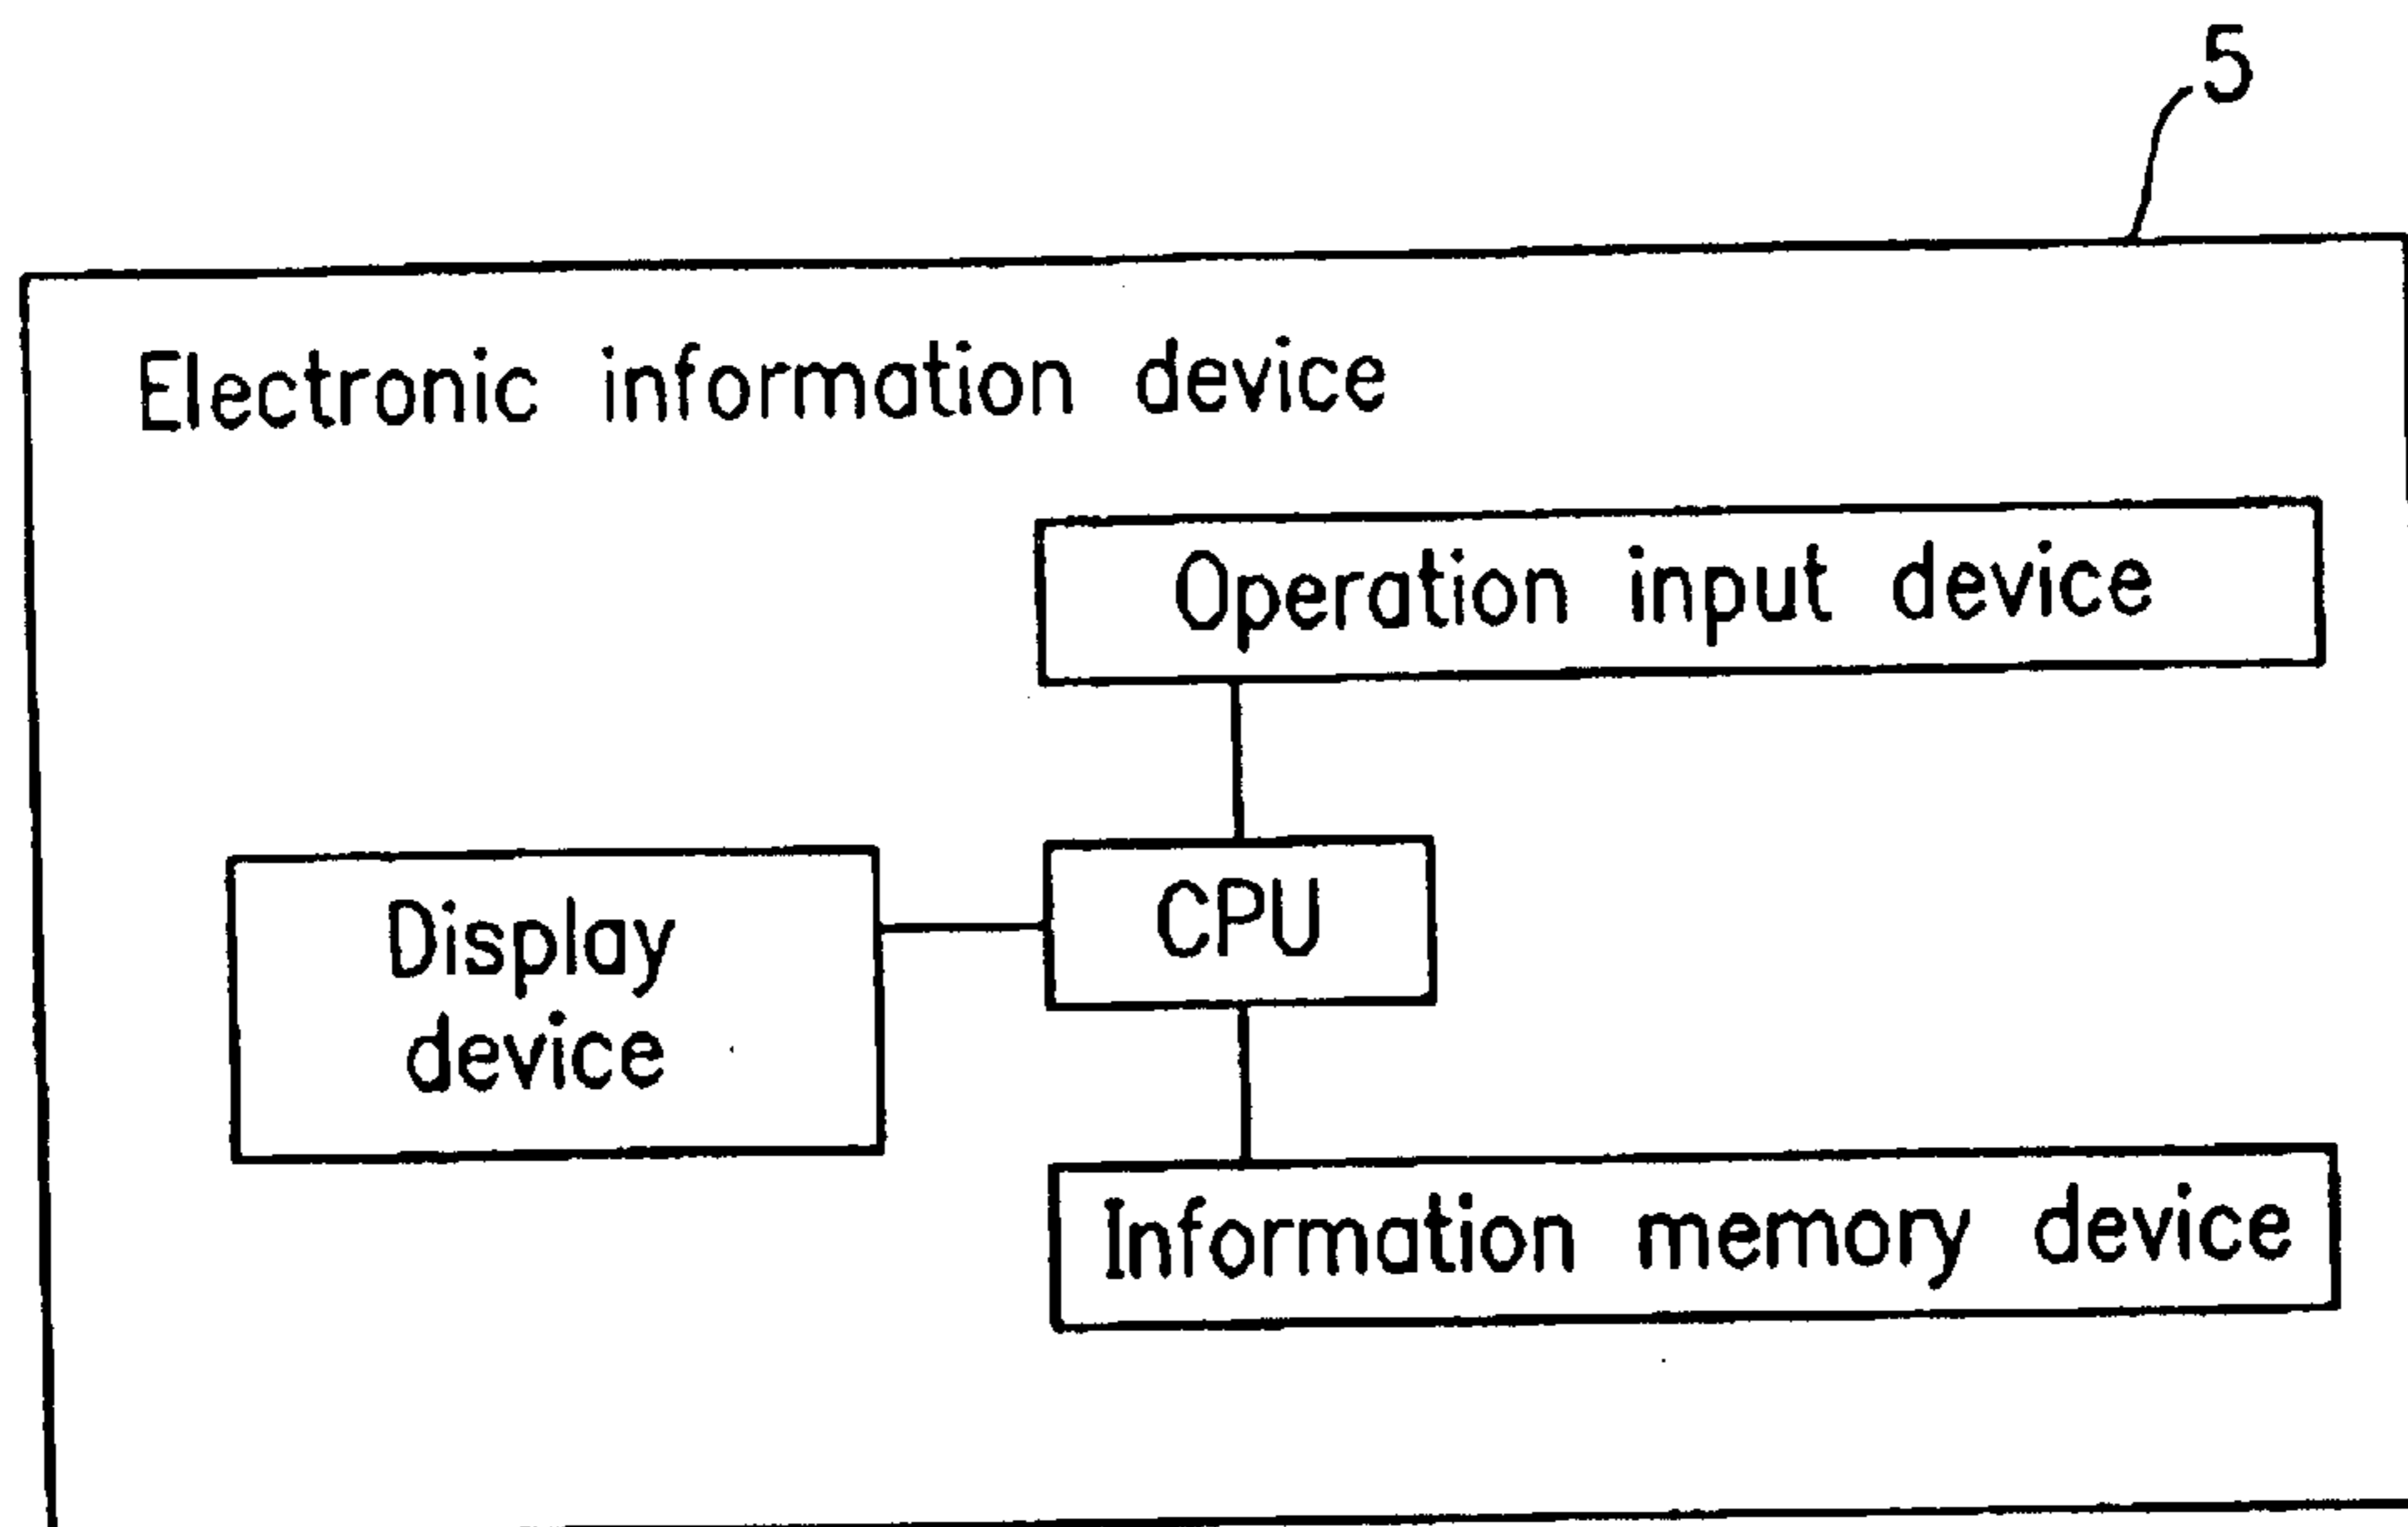 5
Electronic information device
Operation input device
CPU
Display
device
Information memory device